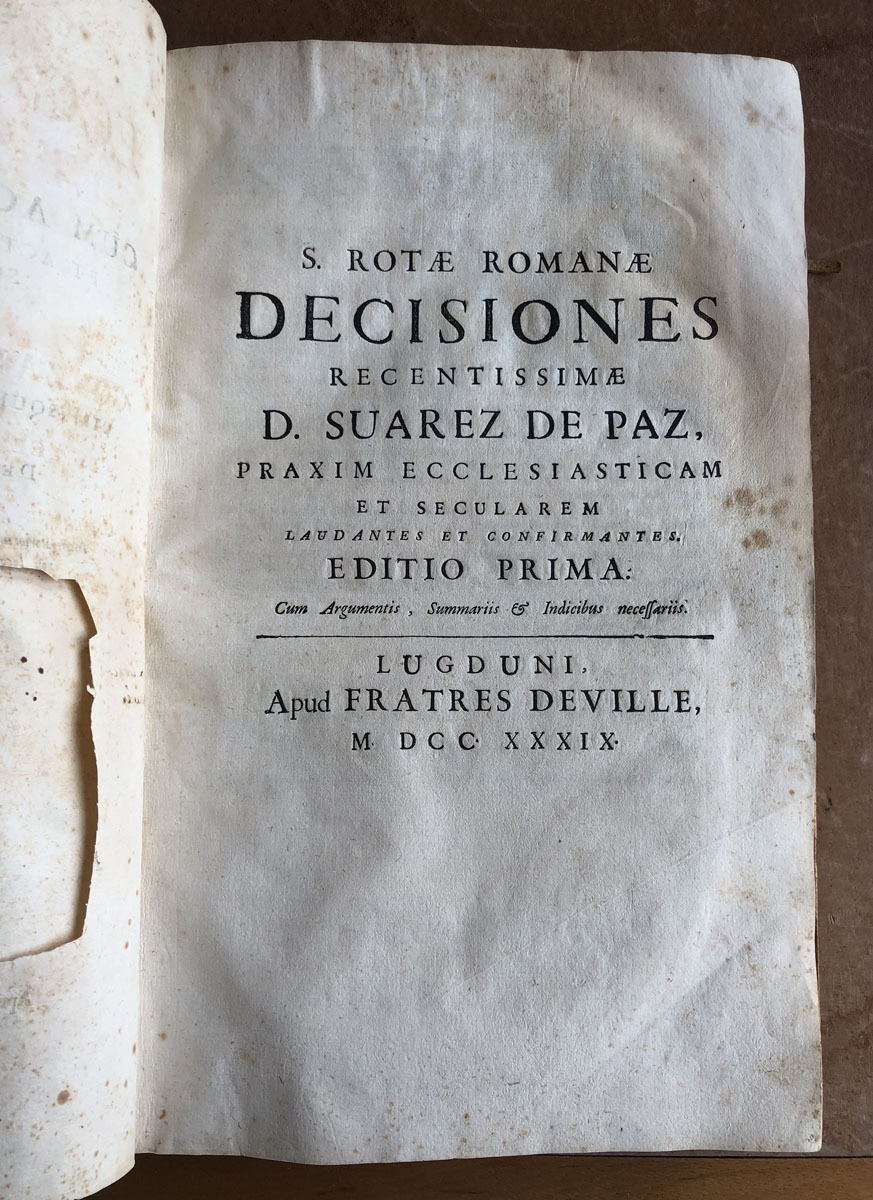 S. ROTÆ ROMANÆ
DECISIONES
RECENTISSIMÆ
D. SUAREZ DE PAZ,
PRAXIM ECCLESIASTICAM
ET SECULAREM
LAUDANTES ET CONFIRMANTES.
EDITIO PRIMA.
Cum Argumentis, Summariis & Indicibus neceſſariis.
LUGDUNI,
Apud FRATRES DEVILLE,
M. DCC. XXXIX.